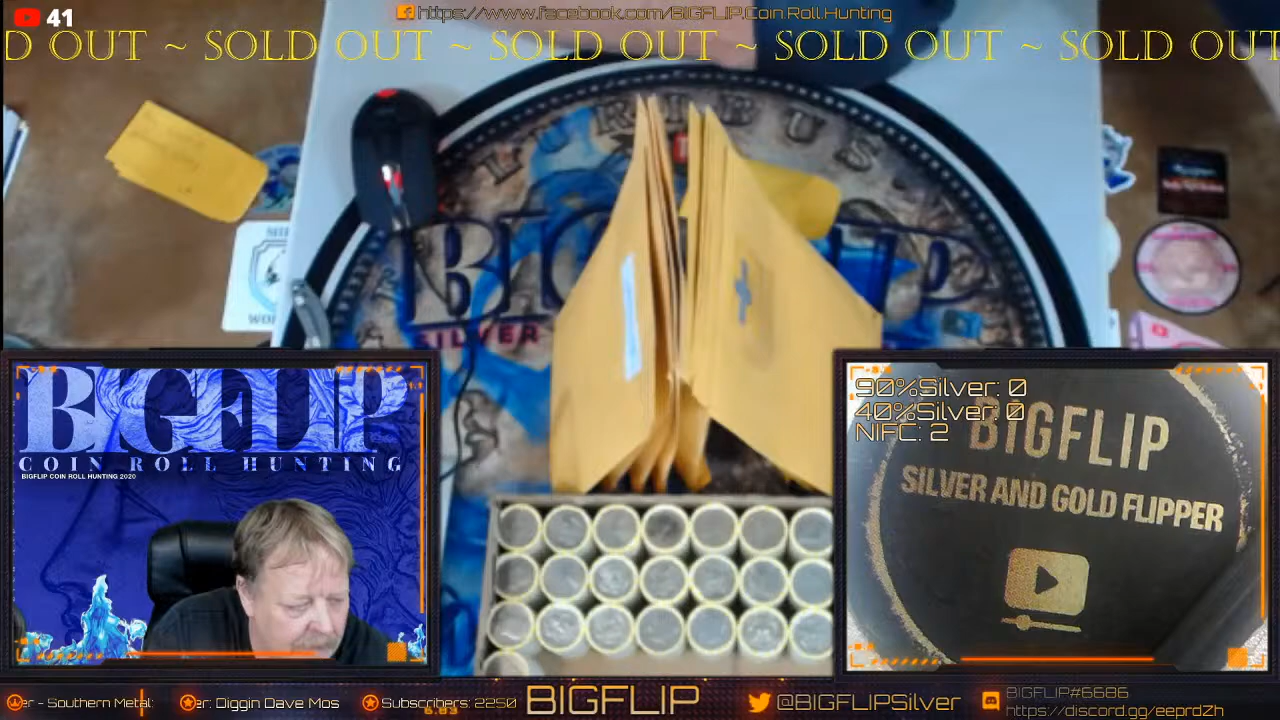 41
https://www.facebook.com/BIGFLIP.Coin.Roll.Hunting
D OUT ~ SOLD OUT ~ SOLD OUT ~ SOLD OUT ~ SOLD OUT
BIG
SILVER
BIGFLIP
COIN ROLL HUNTING
BIGFLIP COIN ROLL HUNTING 2020
90%Silver: 0
40%Silver: 0
NIFC: 2
BIGFLIP
SILVER AND GOLD FLIPPER
er - Southern Metal
er: Diggin Dave Mos
Subscribers: 2250
BIGFLIP
@BIGFLIPSilver
BIGFLIP#6686
https://discord.gg/eeprdZh